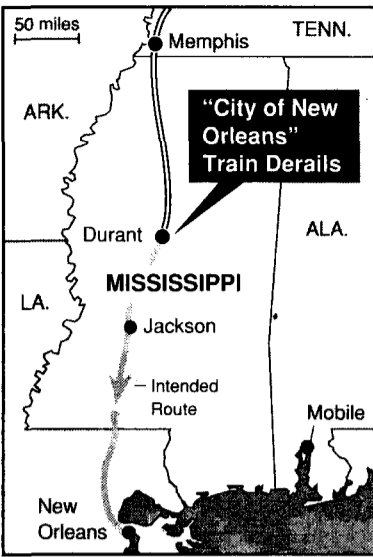 50 miles
Memphis
TENN.
ARK.
“City of New
Orleans”
Train Derails
Durant
ALA.
MISSISSIPPI
LA.
Jackson
Intended
Route
Mobile
New
Orleans